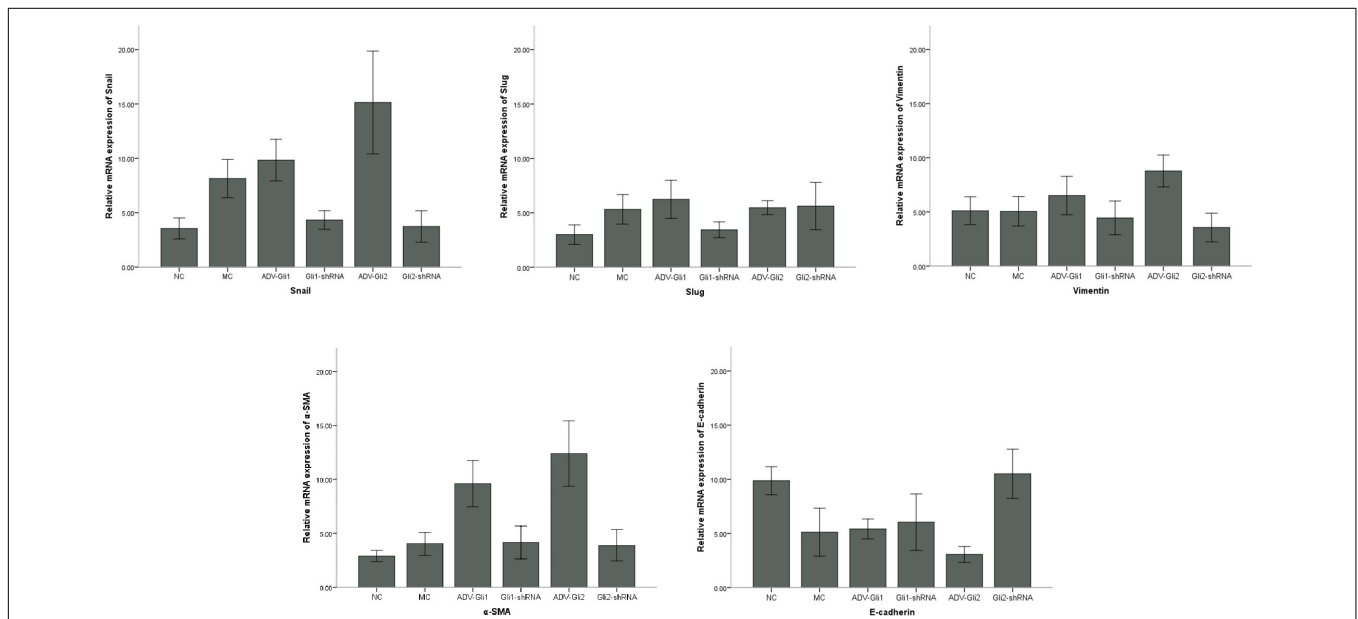 Relative mRNA expression of Snail
20.00
15.00
10.00
5.00
0.00
NC MC ADV-Gli1 Gli1-shRNA ADV-Gli2 Gli2-shRNA
Snail
Relative mRNA expression of Slug
20.00
15.00
10.00
5.00
0.00
NC MC ADV-Gli1 Gli1-shRNA ADV-Gli2 Gli2-shRNA
Slug
Relative mRNA expression of Vimentin
20.00
15.00
10.00
5.00
0.00
NC MC ADV-Gli1 Gli1-shRNA ADV-Gli2 Gli2-shRNA
Vimentin
Relative mRNA expression of α-SMA
20.00
15.00
10.00
5.00
0.00
NC MC ADV-Gli1 Gli1-shRNA ADV-Gli2 Gli2-shRNA
α-SMA
Relative mRNA expression of E-cadherin
20.00
15.00
10.00
5.00
0.00
NC MC ADV-Gli1 Gli1-shRNA ADV-Gli2 Gli2-shRNA
E-cadherin